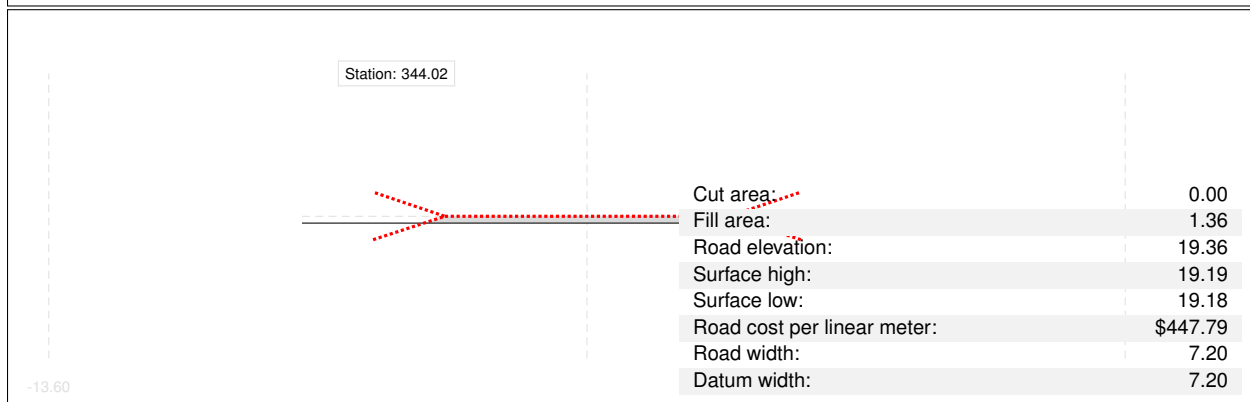 Station: 344.02
Cut area: 0.00
Fill area: 1.36
Road elevation: 19.36
Surface high: 19.19
Surface low: 19.18
Road cost per linear meter: $447.79
Road width: 7.20
Datum width: 7.20
-13.60